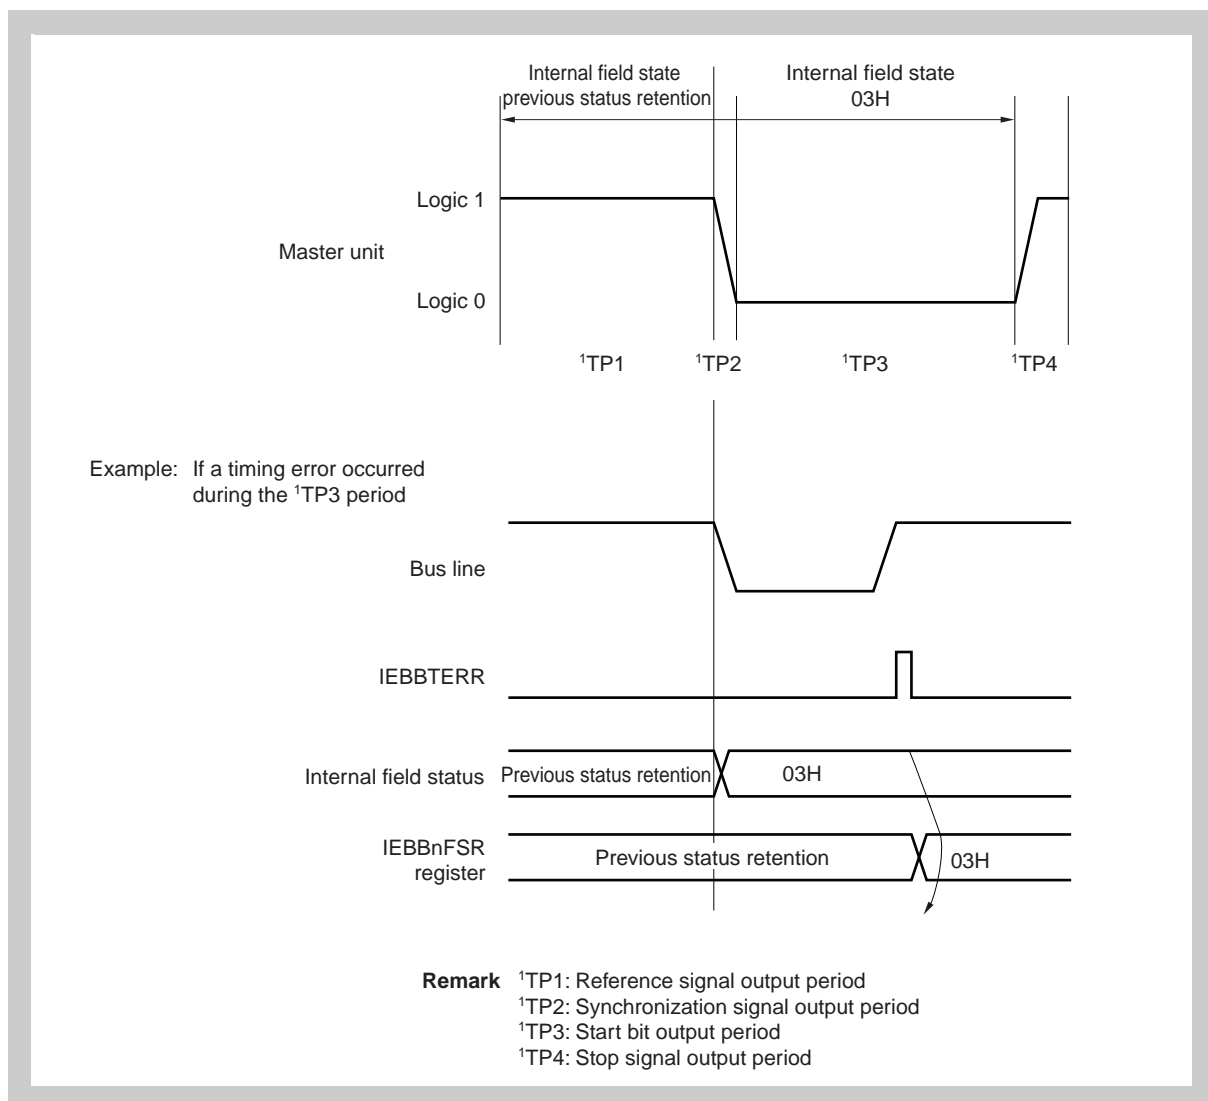 Internal field state
previous status retention
Internal field state
03H
Logic 1
Master unit
Logic 0
¹TP1
¹TP2
¹TP3
¹TP4
Example: If a timing error occurred
during the ¹TP3 period
Bus line
IEBBTERR
Internal field status
Previous status retention
03H
IEBBnFSR
register
Previous status retention
03H
Remark ¹TP1: Reference signal output period
¹TP2: Synchronization signal output period
¹TP3: Start bit output period
¹TP4: Stop signal output period